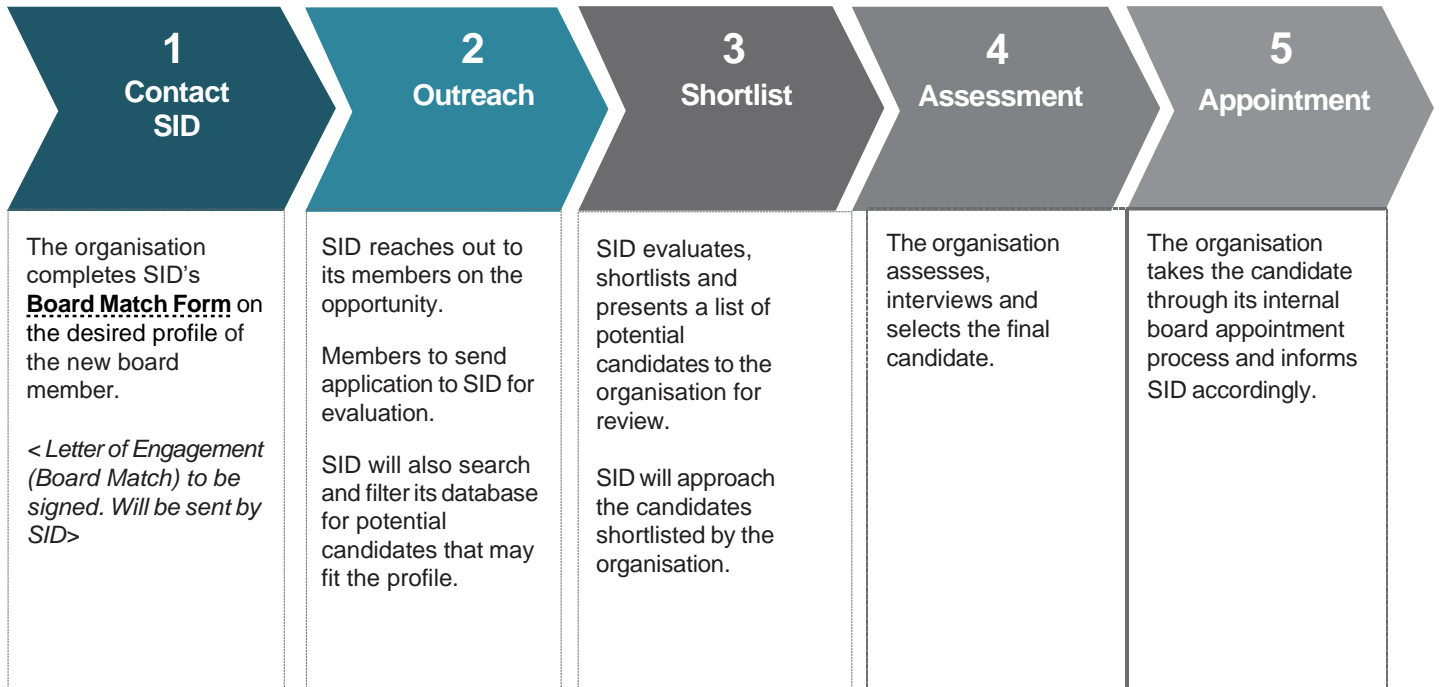 1
Contact
SID
2
Outreach
3
Shortlist
4
Assessment
5
Appointment
The organisation
completes SID’s
Board Match Form on
the desired profile of
the new board
member.
< Letter of Engagement
(Board Match) to be
signed. Will be sent by
SID>
SID reaches out to
its members on the
opportunity.
Members to send
application to SID for
evaluation.
SID will also search
and filter its database
for potential
candidates that may
fit the profile.
SID evaluates,
shortlists and
presents a list of
potential
candidates to the
organisation for
review.
SID will approach
the candidates
shortlisted by the
organisation.
The organisation
assesses,
interviews and
selects the final
candidate.
The organisation
takes the candidate
through its internal
board appointment
process and informs
SID accordingly.